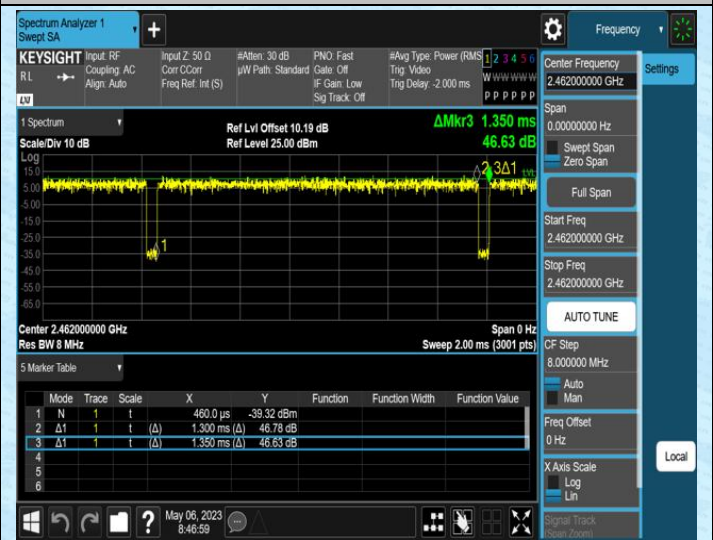 Spectrum Analyzer 1
Swept SA
+
Frequency
KEYSIGHT
RL
LXI
Input: RF
Coupling: AC
Align: Auto
Input Z: 50 Ω
Corr CCorr
Freq Ref: Int (S)
#Atten: 30 dB
µW Path: Standard
PNO: Fast
Gate: Off
IF Gain: Low
Sig Track: Off
#Avg Type: Power (RMS
Trig: Video
Trig Delay: -2.000 ms
1 2 3 4 5 6
W W W W W W
P P P P P P
1 Spectrum
Scale/Div 10 dB
Log
Ref Lvl Offset 10.19 dB
Ref Level 25.00 dBm
ΔMkr3 1.350 ms
46.63 dB
15.0
5.00
-5.00
-15.0
-25.0
-35.0
-45.0
-55.0
-65.0
2 3Δ1
1
Center 2.462000000 GHz
Res BW 8 MHz
Span 0 Hz
Sweep 2.00 ms (3001 pts)
5 Marker Table
Mode Trace Scale X Y Function Function Width Function Value
1 N 1 t 460.0 µs -39.32 dBm
2 Δ1 1 t (Δ) 1.300 ms (Δ) 46.78 dB
3 Δ1 1 t (Δ) 1.350 ms (Δ) 46.63 dB
4
5
6
?
May 06, 2023
8:46:59
Center Frequency
2.462000000 GHz
Span
0.00000000 Hz
Swept Span
Zero Span
Full Span
Start Freq
2.462000000 GHz
Stop Freq
2.462000000 GHz
AUTO TUNE
CF Step
8.000000 MHz
Auto
Man
Freq Offset
0 Hz
X Axis Scale
Log
Lin
Signal Track
(Span Zoom)
Settings
Local